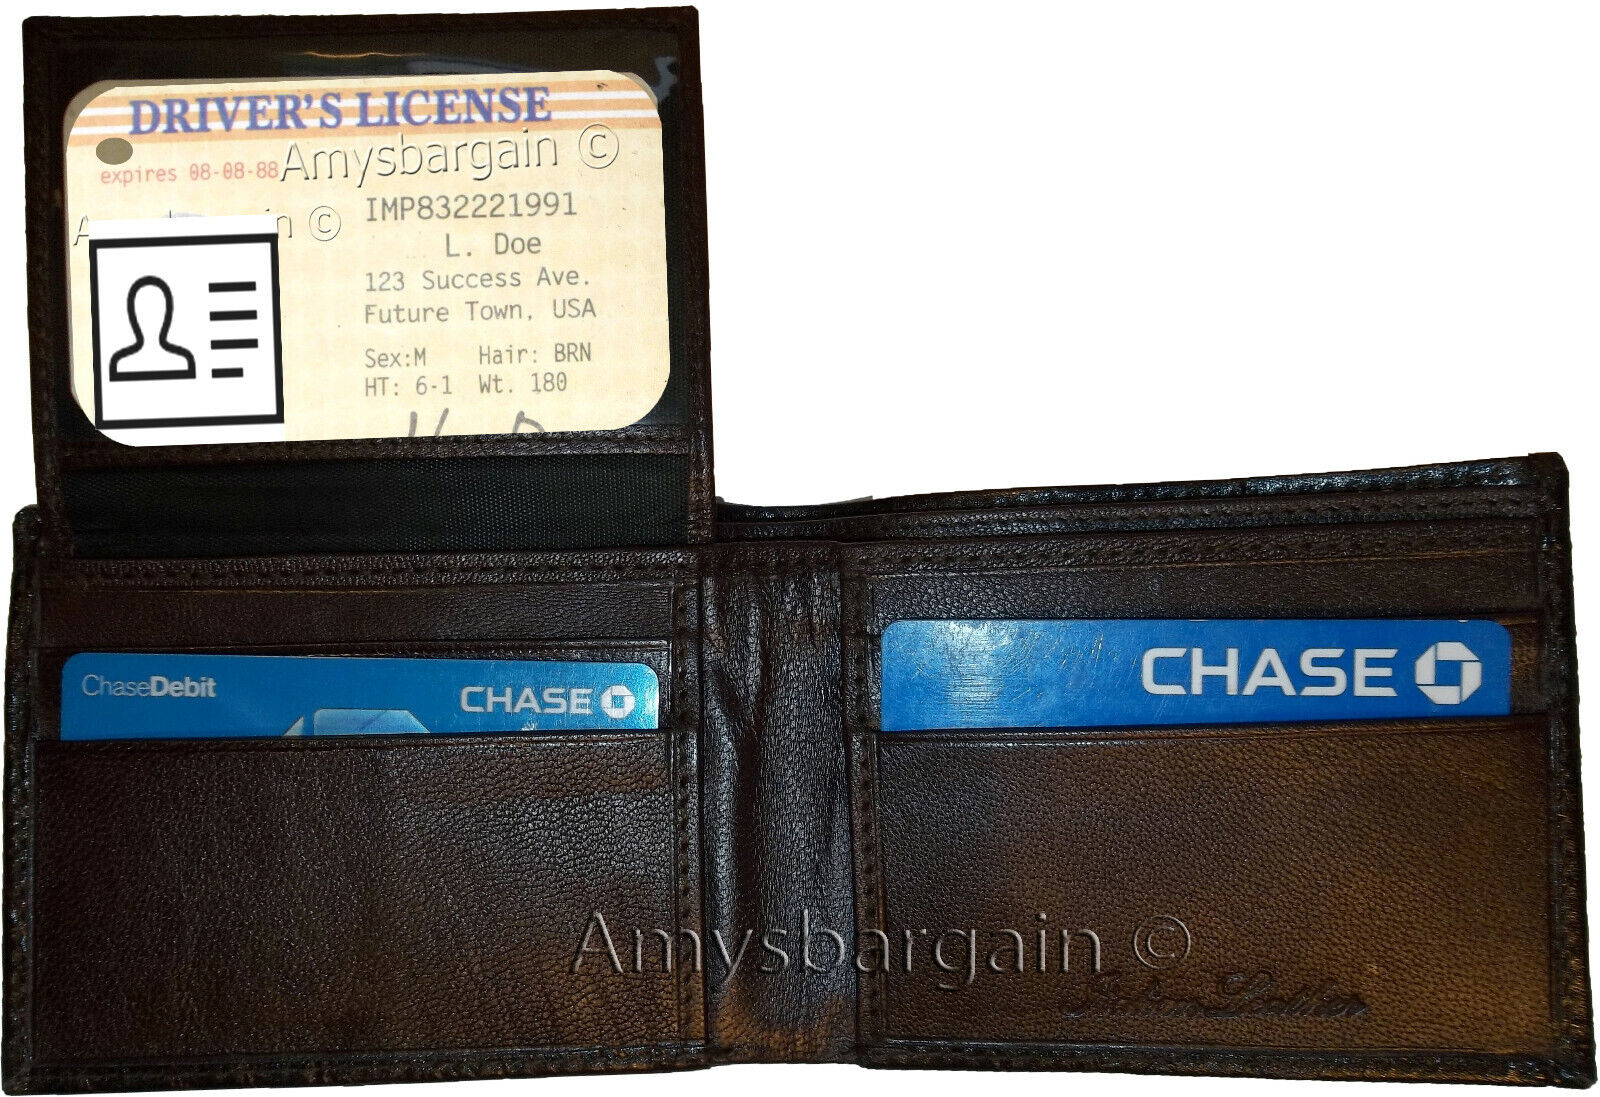 DRIVER'S LICENSE
Amysbargain ©
expires 08-08-88
IMP832221991
©
L. Doe
123 Success Ave.
Future Town, USA
Sex:M Hair: BRN
HT: 6-1 Wt. 180
ChaseDebit
CHASE
CHASE
Amysbargain ©